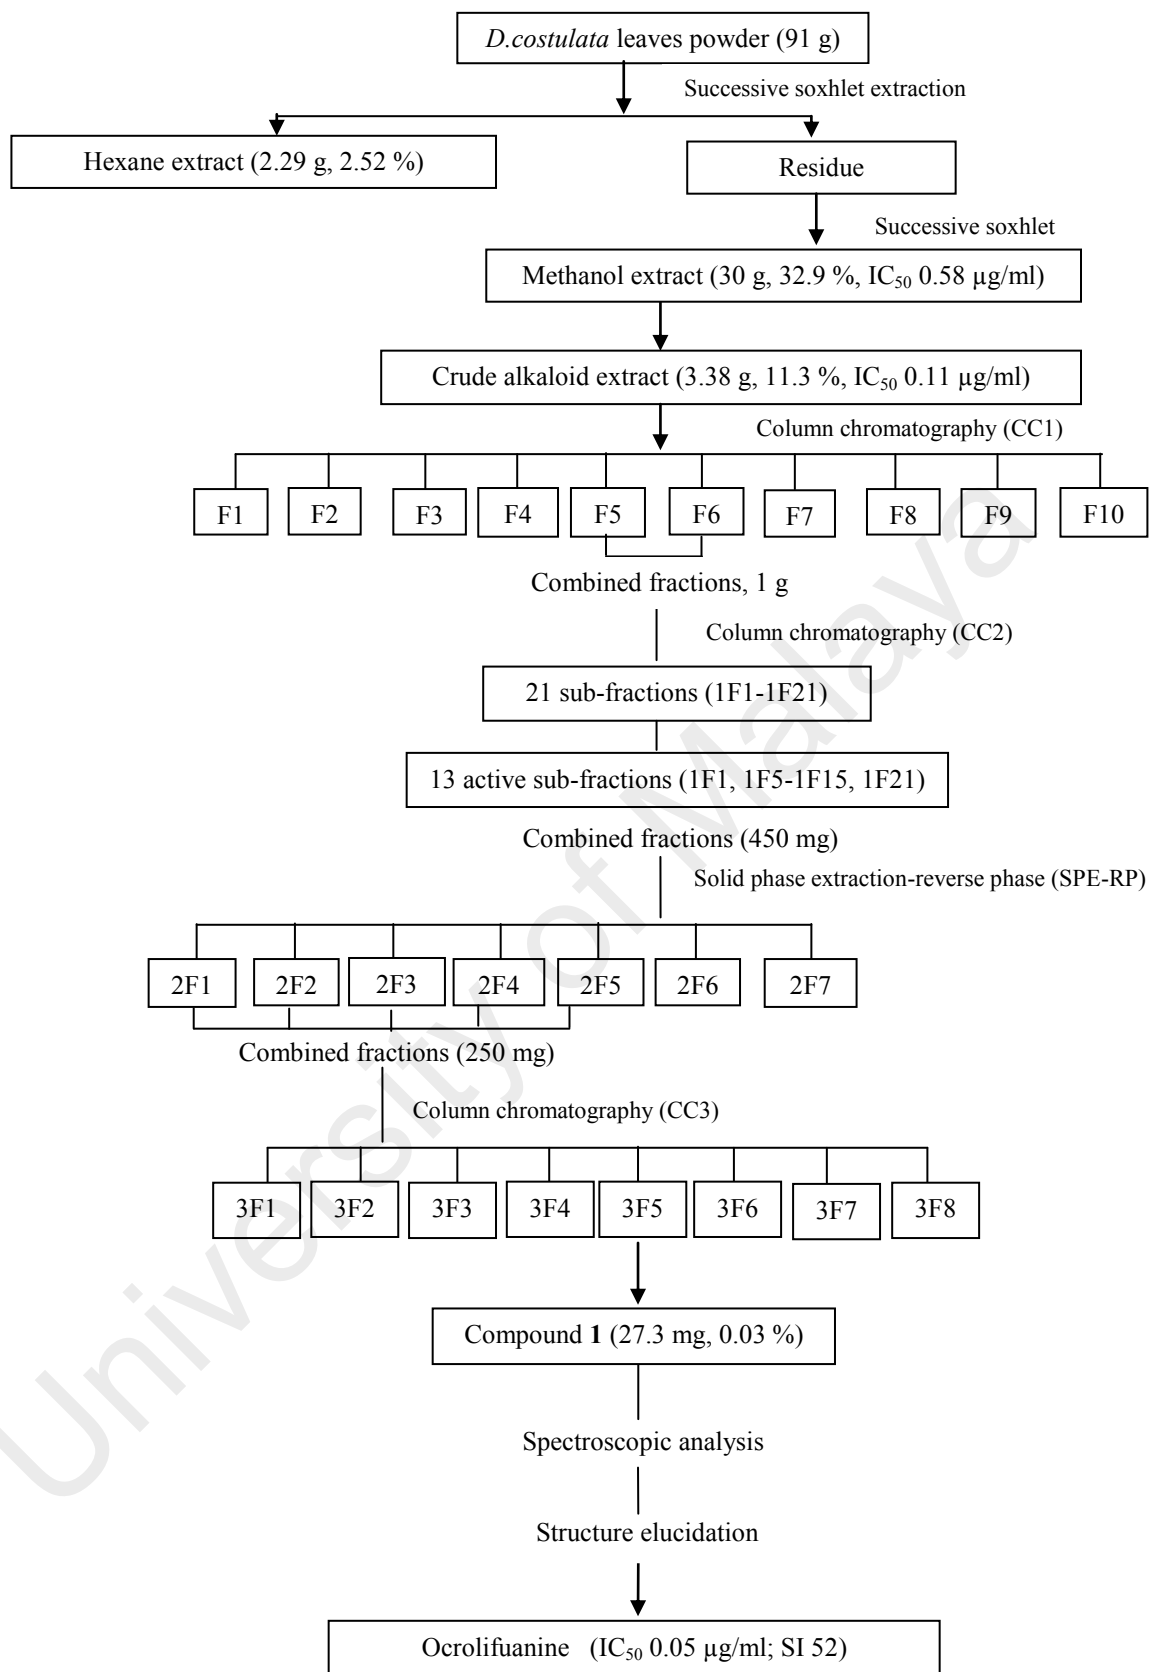 D.costulata leaves powder (91 g)
Successive soxhlet extraction
Hexane extract (2.29 g, 2.52 %)
Residue
Successive soxhlet
Methanol extract (30 g, 32.9 %, IC₅₀ 0.58 µg/ml)
Crude alkaloid extract (3.38 g, 11.3 %, IC₅₀ 0.11 µg/ml)
Column chromatography (CC1)
F1 F2 F3 F4 F5 F6 F7 F8 F9 F10
Combined fractions, 1 g
Column chromatography (CC2)
21 sub-fractions (1F1-1F21)
13 active sub-fractions (1F1, 1F5-1F15, 1F21)
Combined fractions (450 mg)
Solid phase extraction-reverse phase (SPE-RP)
2F1 2F2 2F3 2F4 2F5 2F6 2F7
Combined fractions (250 mg)
Column chromatography (CC3)
3F1 3F2 3F3 3F4 3F5 3F6 3F7 3F8
Compound 1 (27.3 mg, 0.03 %)
Spectroscopic analysis
Structure elucidation
Ocrolifuanine (IC₅₀ 0.05 µg/ml; SI 52)
University of Malaya